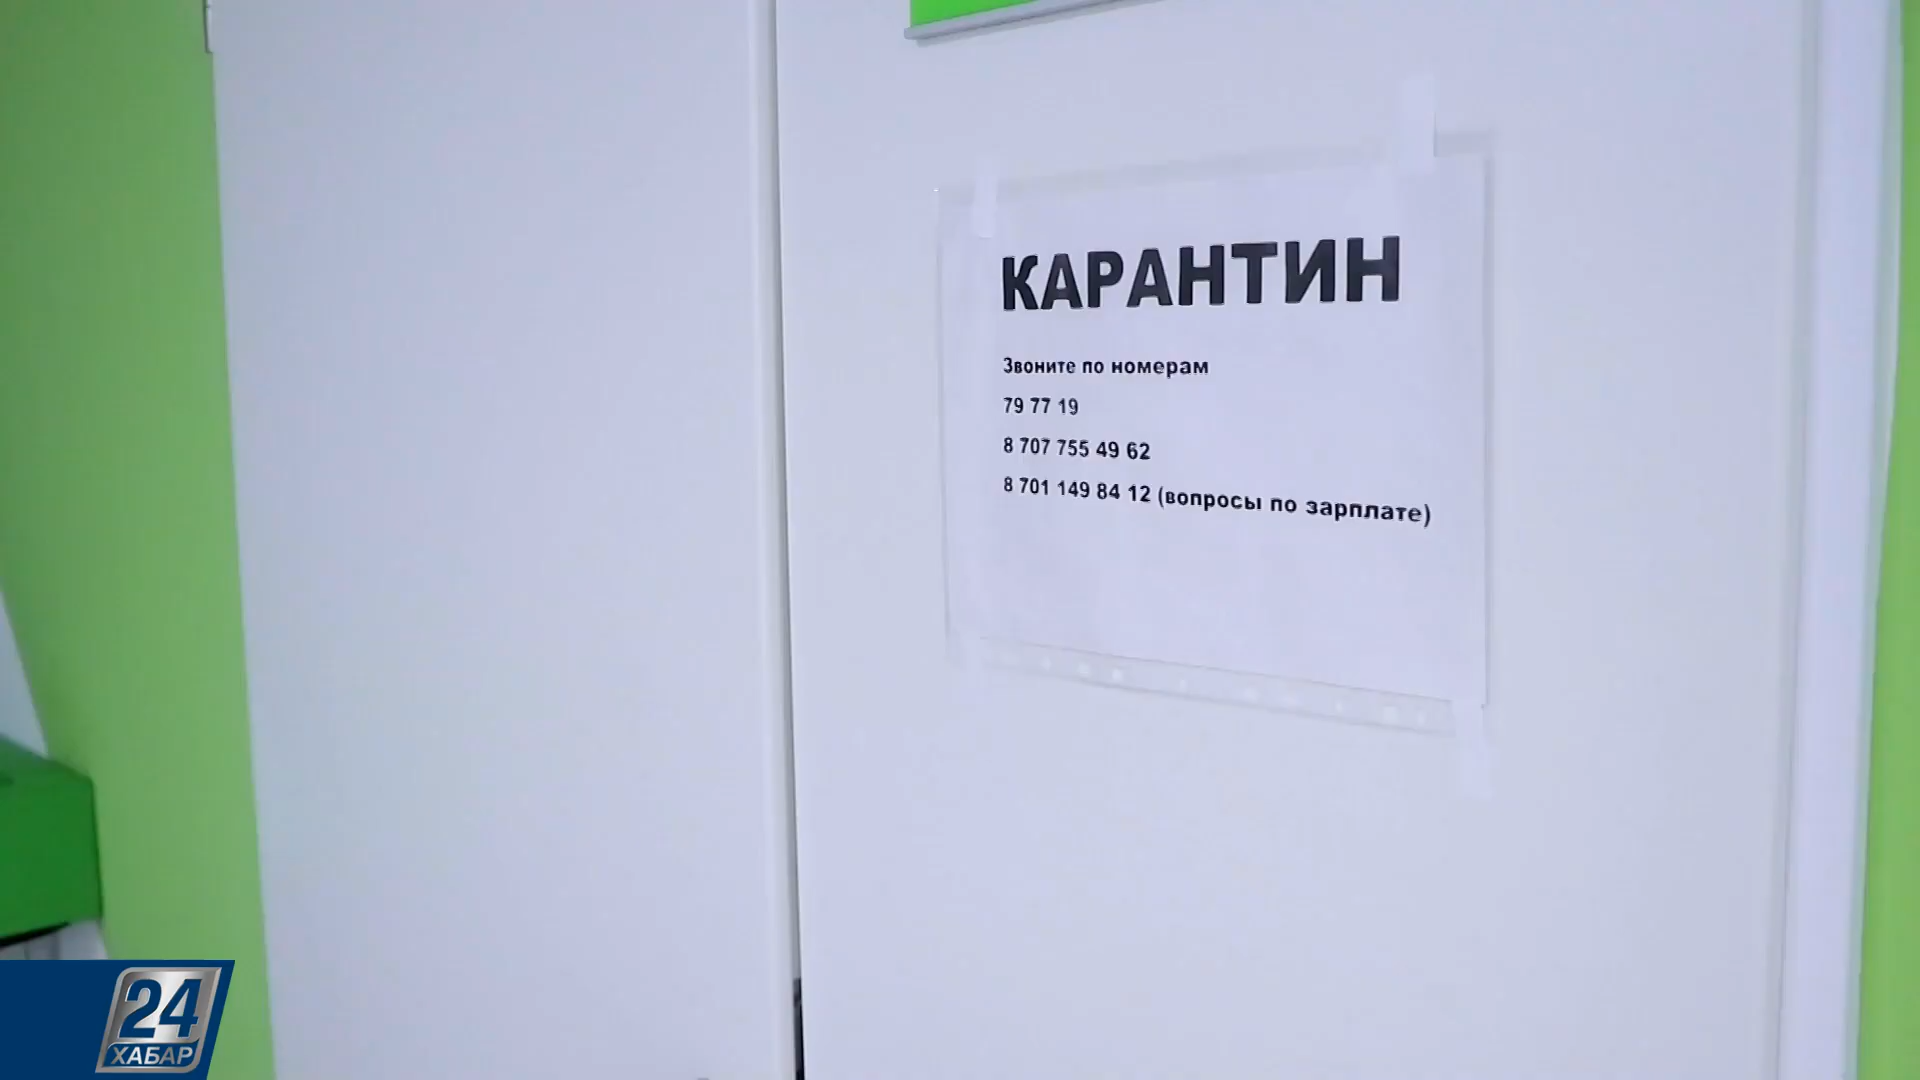 КАРАНТИН
Звоните по номерам
79 77 19
8 707 755 49 62
8 701 149 84 12 (вопросы по зарплате)
24
ХАБАР